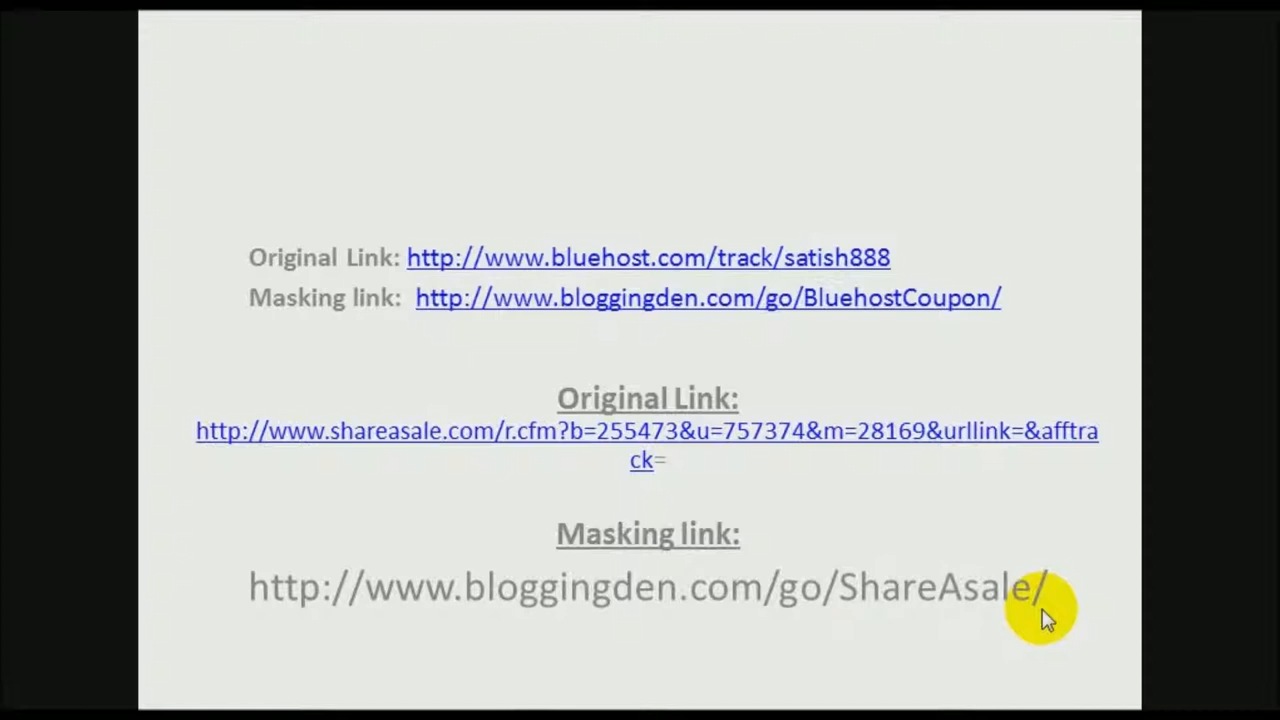 Original Link: http://www.bluehost.com/track/satish888
Masking link: http://www.bloggingden.com/go/BluehostCoupon/
Original Link:
http://www.shareasale.com/r.cfm?b=255473&u=757374&m=28169&urllink=&afftra
ck=
Masking link:
http://www.bloggingden.com/go/ShareAsale/